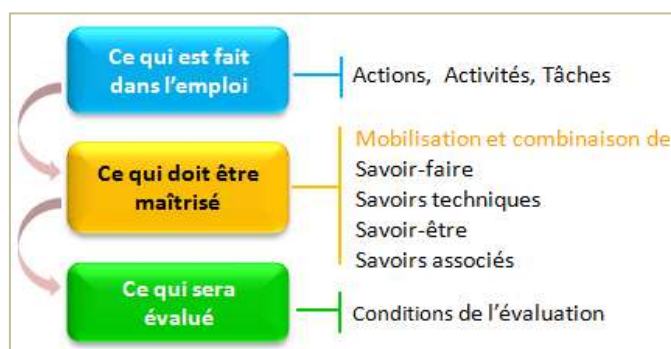 Ce qui est fait
dans l'emploi
Actions, Activités, Tâches
Ce qui doit être
maîtrisé
Mobilisation et combinaison de
Savoir-faire
Savoirs techniques
Savoir-être
Savoirs associés
Ce qui sera
évalué
Conditions de l'évaluation